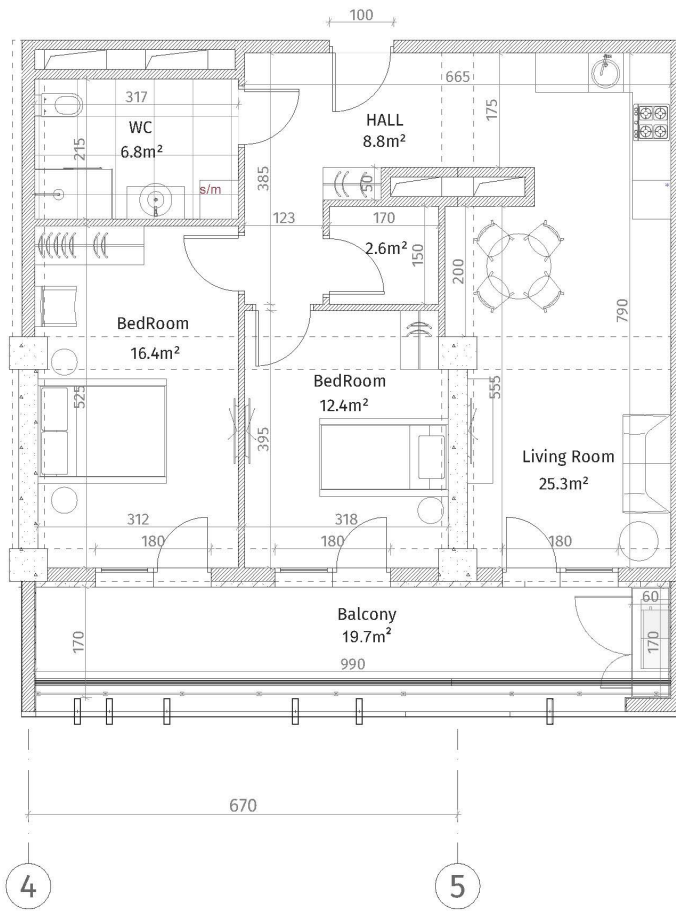 100
665
317
WC
6.8m²
215
s/m
HALL
8.8m²
175
385
50
123
170
2.6m²
150
200
790
BedRoom
16.4m²
525
BedRoom
12.4m²
395
555
Living Room
25.3m²
312
318
180
180
180
60
Balcony
19.7m²
170
170
990
670
4
5